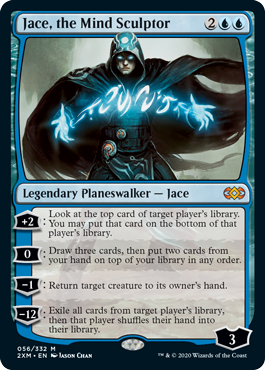 Jace, the Mind Sculptor 2
Legendary Planeswalker — Jace
+2: Look at the top card of target player's library.
You may put that card on the bottom of that
player's library.
0: Draw three cards, then put two cards from
your hand on top of your library in any order.
−1: Return target creature to its owner's hand.
−12: Exile all cards from target player's library,
then that player shuffles their hand into
their library.
3
056/332 M
2XM • EN Jason Chan
™ & © 2020 Wizards of the Coast